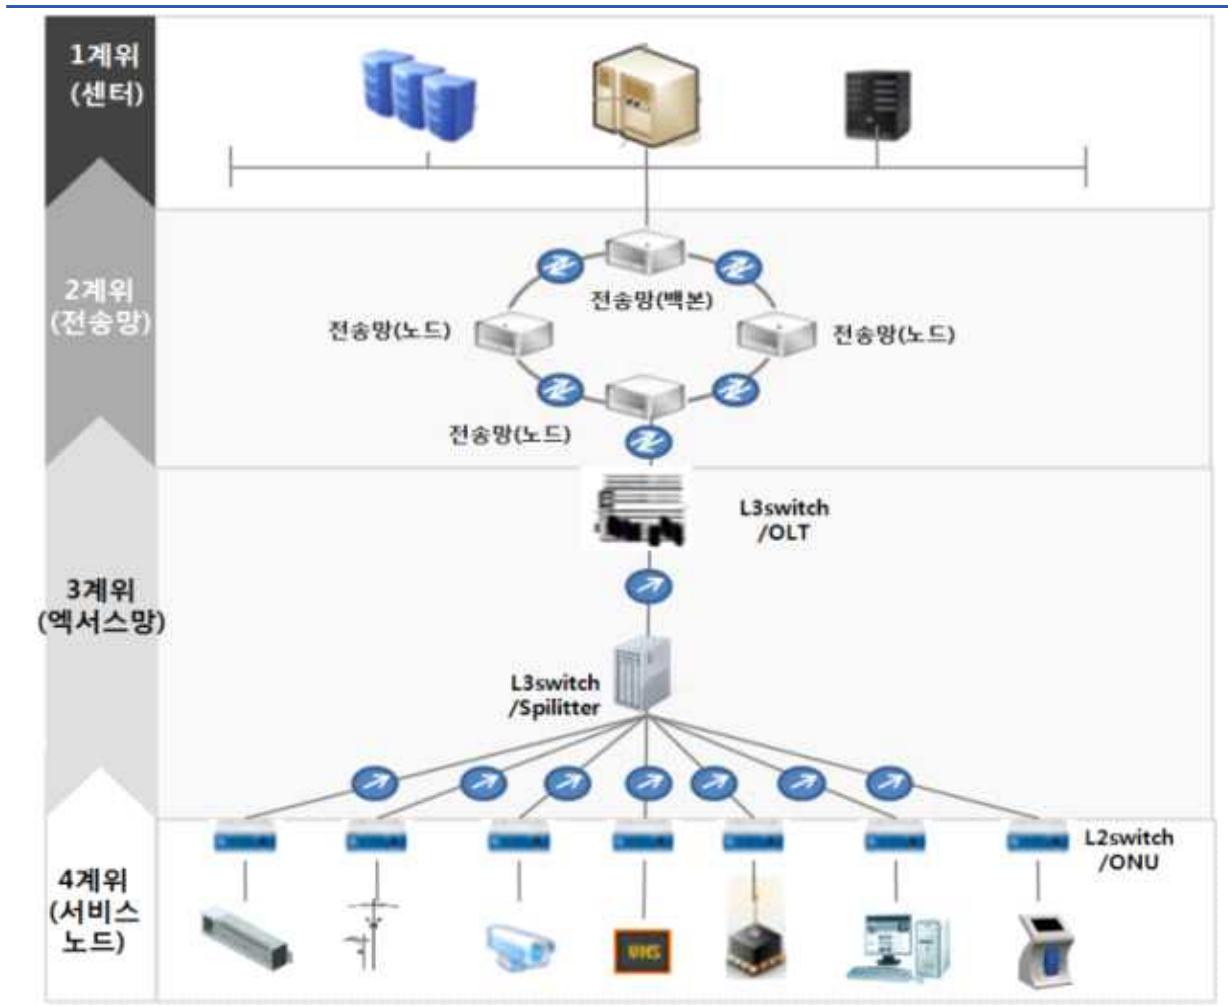 1계위
(센터)
2계위
(전송망)
전송망(백본)
전송망(노드)
전송망(노드)
전송망(노드)
3계위
(엑서스망)
L3switch
/OLT
L3switch
/Spilitter
L2switch
/ONU
4계위
(서비스
노드)
VMS